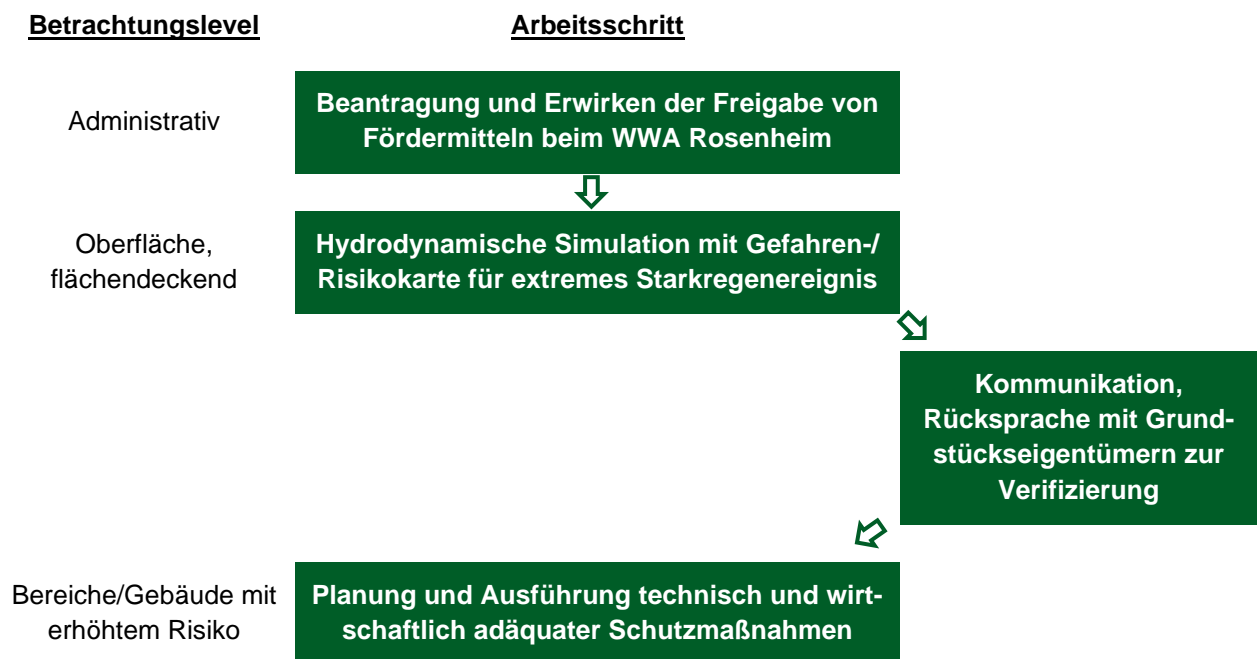 Betrachtungslevel
Arbeitsschritt
Administrativ
Beantragung und Erwirken der Freigabe von
Fördermitteln beim WWA Rosenheim
Oberfläche,
flächendeckend
Hydrodynamische Simulation mit Gefahren-/
Risikokarte für extremes Starkregenereignis
Kommunikation,
Rücksprache mit Grund-
stückseigentümern zur
Verifizierung
Bereiche/Gebäude mit
erhöhtem Risiko
Planung und Ausführung technisch und wirt-
schaftlich adäquater Schutzmaßnahmen